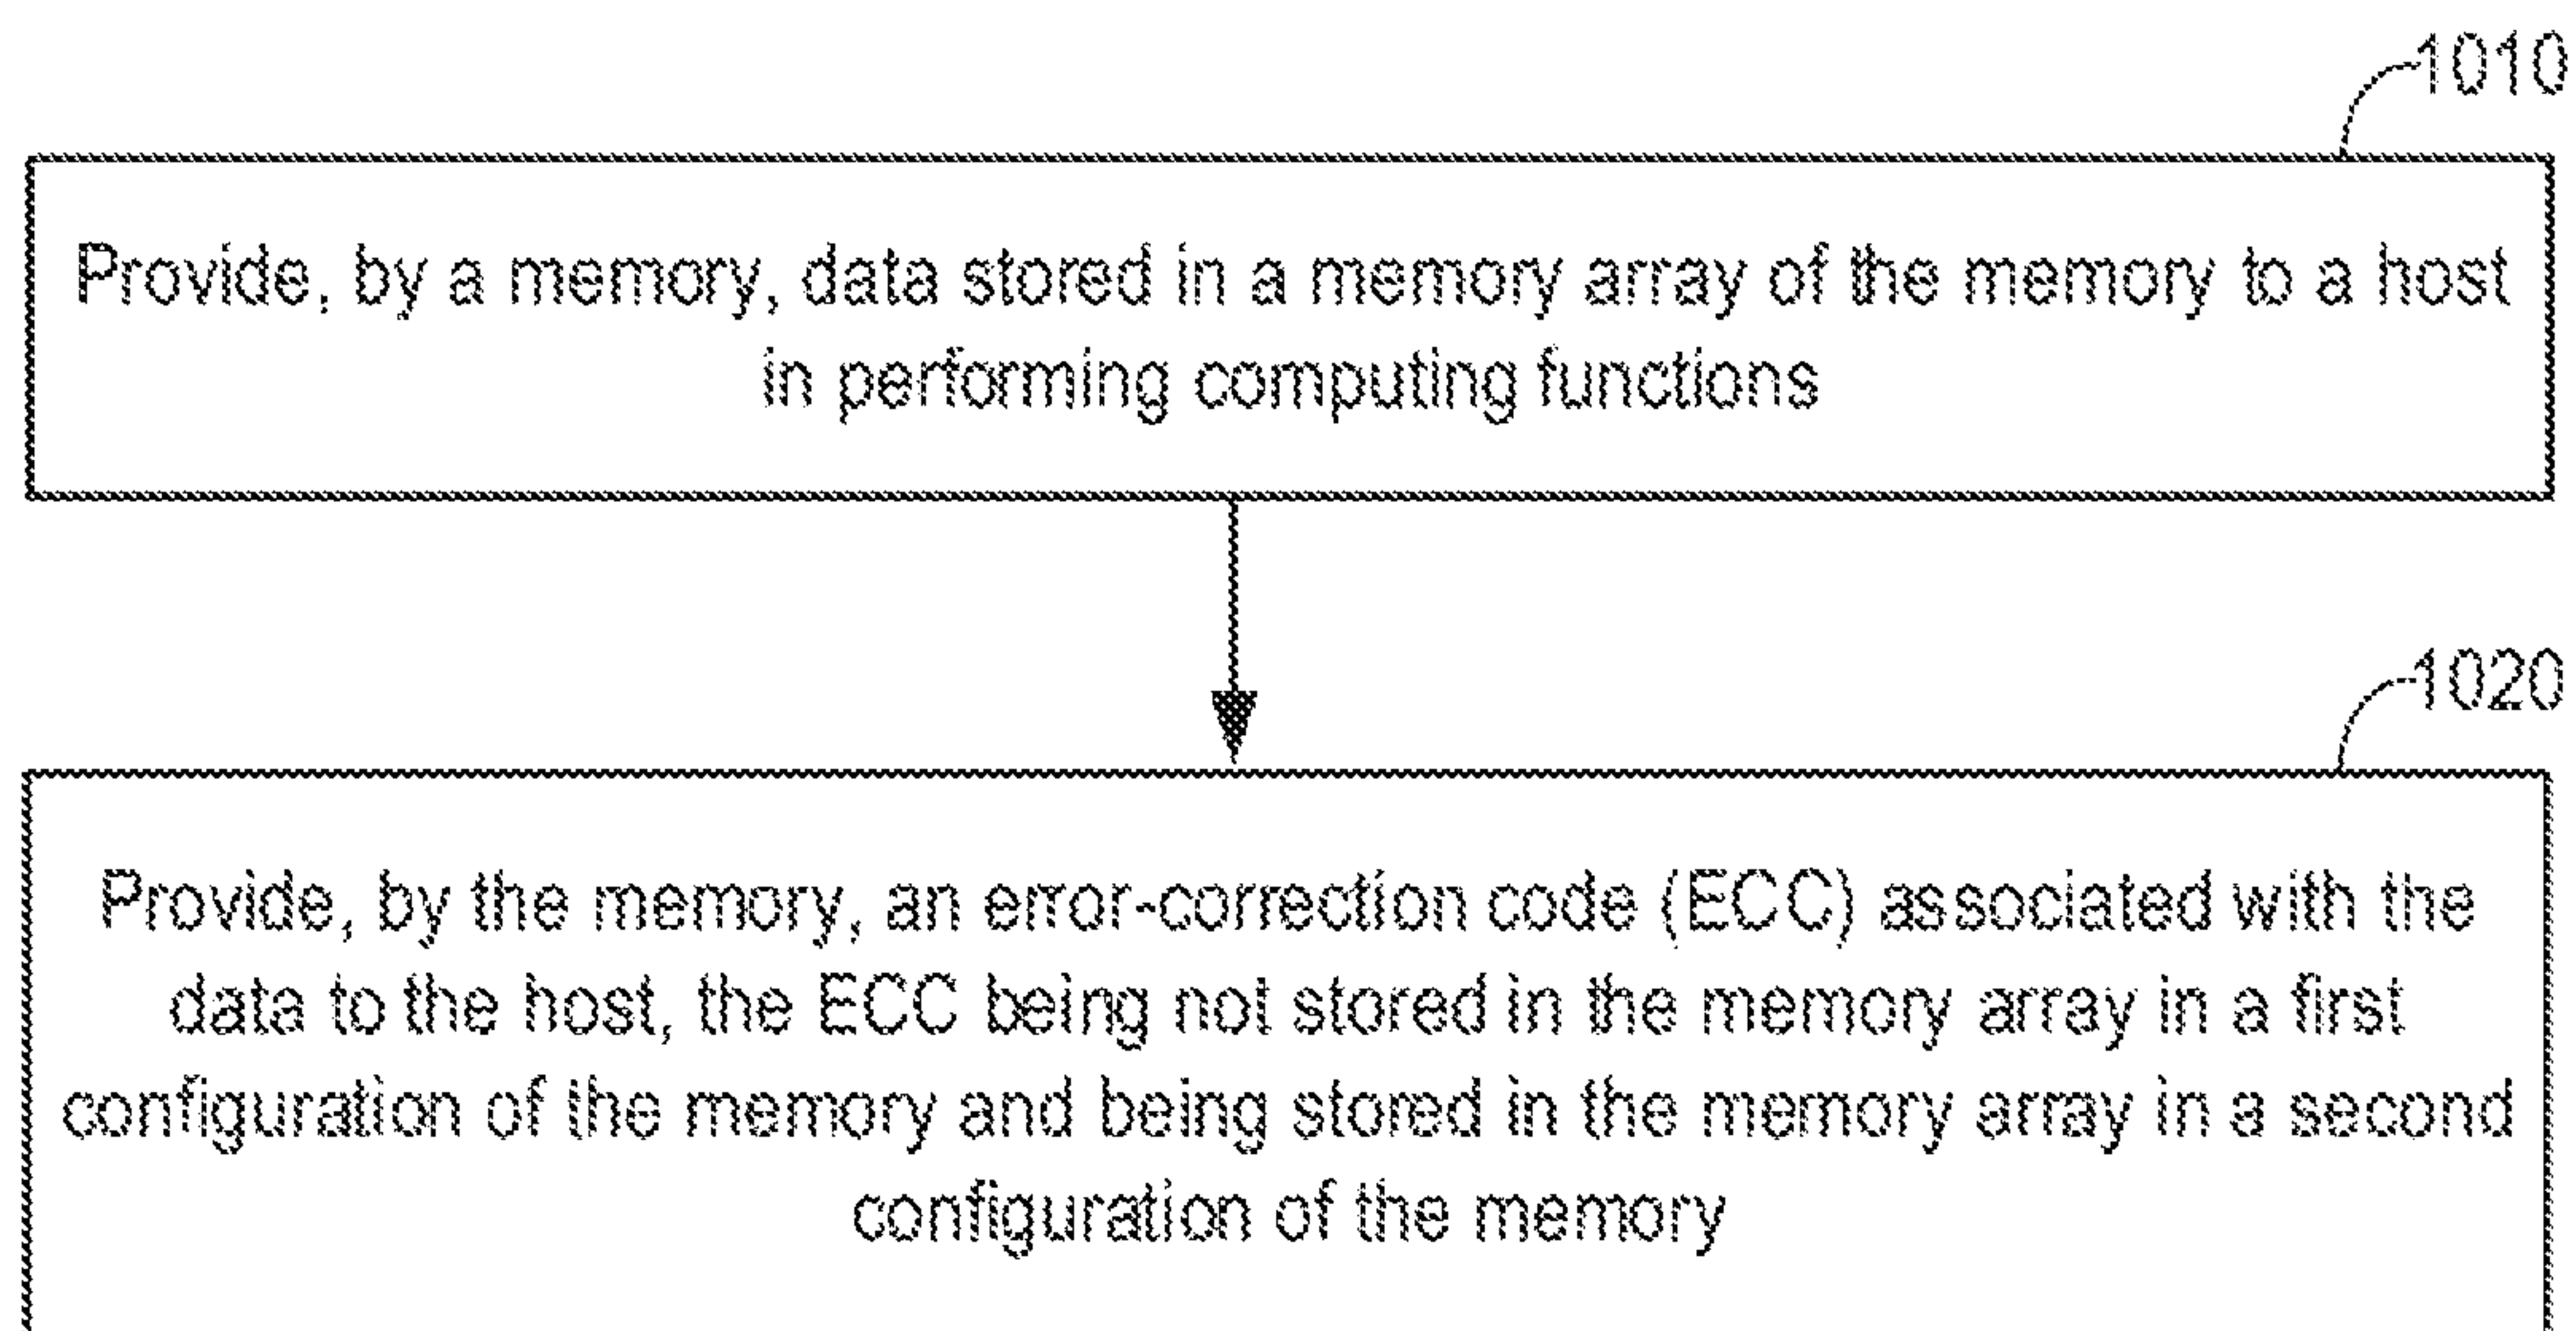 1010
Provide, by a memory, data stored in a memory array of the memory to a host
in performing computing functions
1020
Provide, by the memory, an error-correction code (ECC) associated with the
data to the host, the ECC being not stored in the memory array in a first
configuration of the memory and being stored in the memory array in a second
configuration of the memory